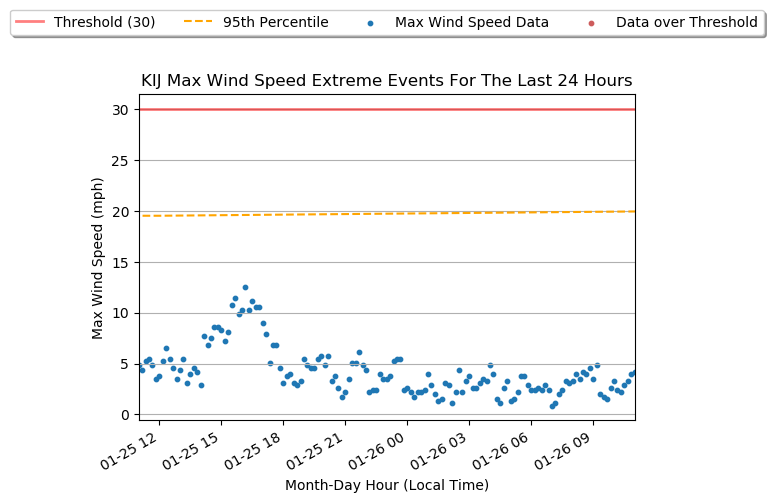 Threshold (30) 95th Percentile Max Wind Speed Data Data over Threshold
KIJ Max Wind Speed Extreme Events For The Last 24 Hours
30
25
20
15
10
5
0
Max Wind Speed (mph)
01-25 12 01-25 15 01-25 18 01-25 21 01-26 00 01-26 03 01-26 06 01-26 09
Month-Day Hour (Local Time)